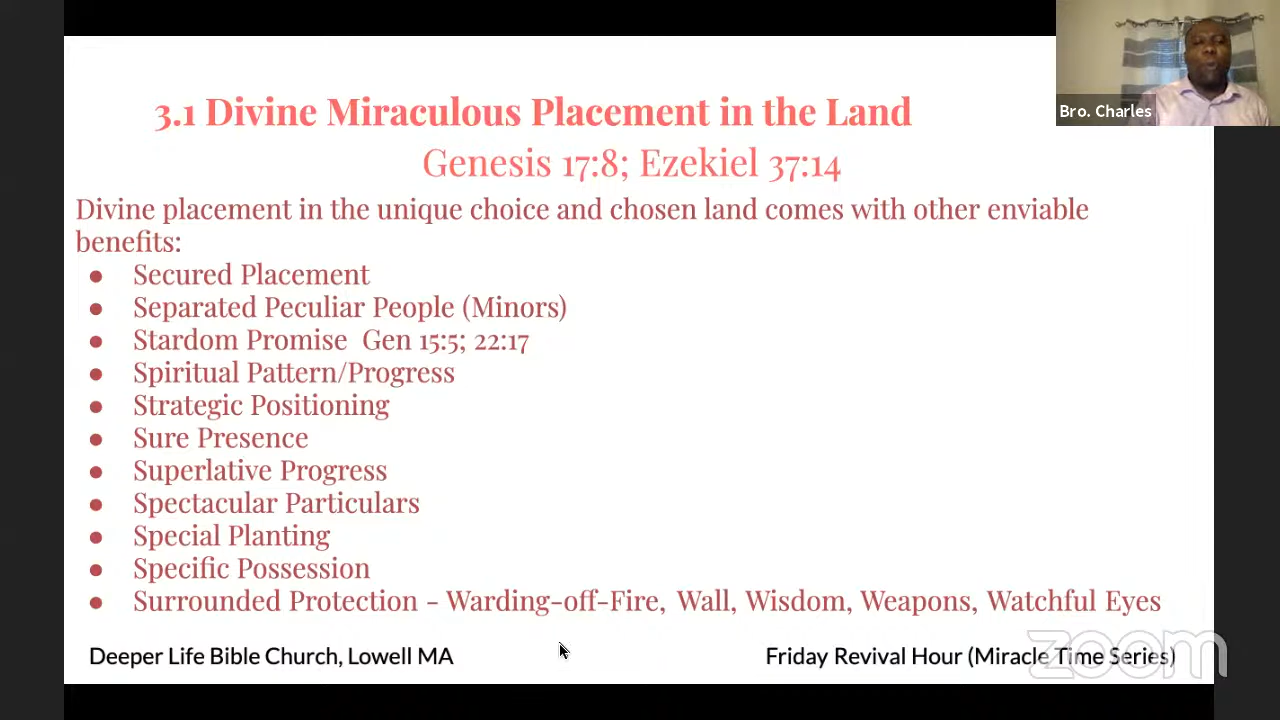 3.1 Divine Miraculous Placement in the Land
Genesis 17:8; Ezekiel 37:14
Divine placement in the unique choice and chosen land comes with other enviable
benefits:
● Secured Placement
● Separated Peculiar People (Minors)
● Stardom Promise Gen 15:5; 22:17
● Spiritual Pattern/Progress
● Strategic Positioning
● Sure Presence
● Superlative Progress
● Spectacular Particulars
● Special Planting
● Specific Possession
● Surrounded Protection - Warding-off-Fire, Wall, Wisdom, Weapons, Watchful Eyes
Deeper Life Bible Church, Lowell MA
Friday Revival Hour (Miracle Time Series)
Bro. Charles
zoom